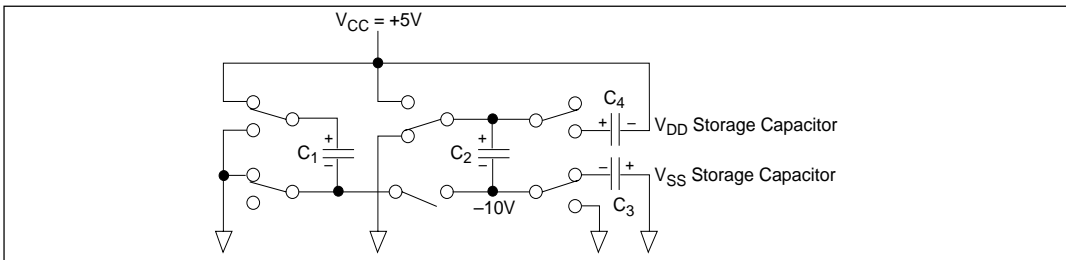 V_CC = +5V
C_4
+ −
V_DD Storage Capacitor
+
C_1
−
+
C_2
−
− +
V_SS Storage Capacitor
−10V
C_3